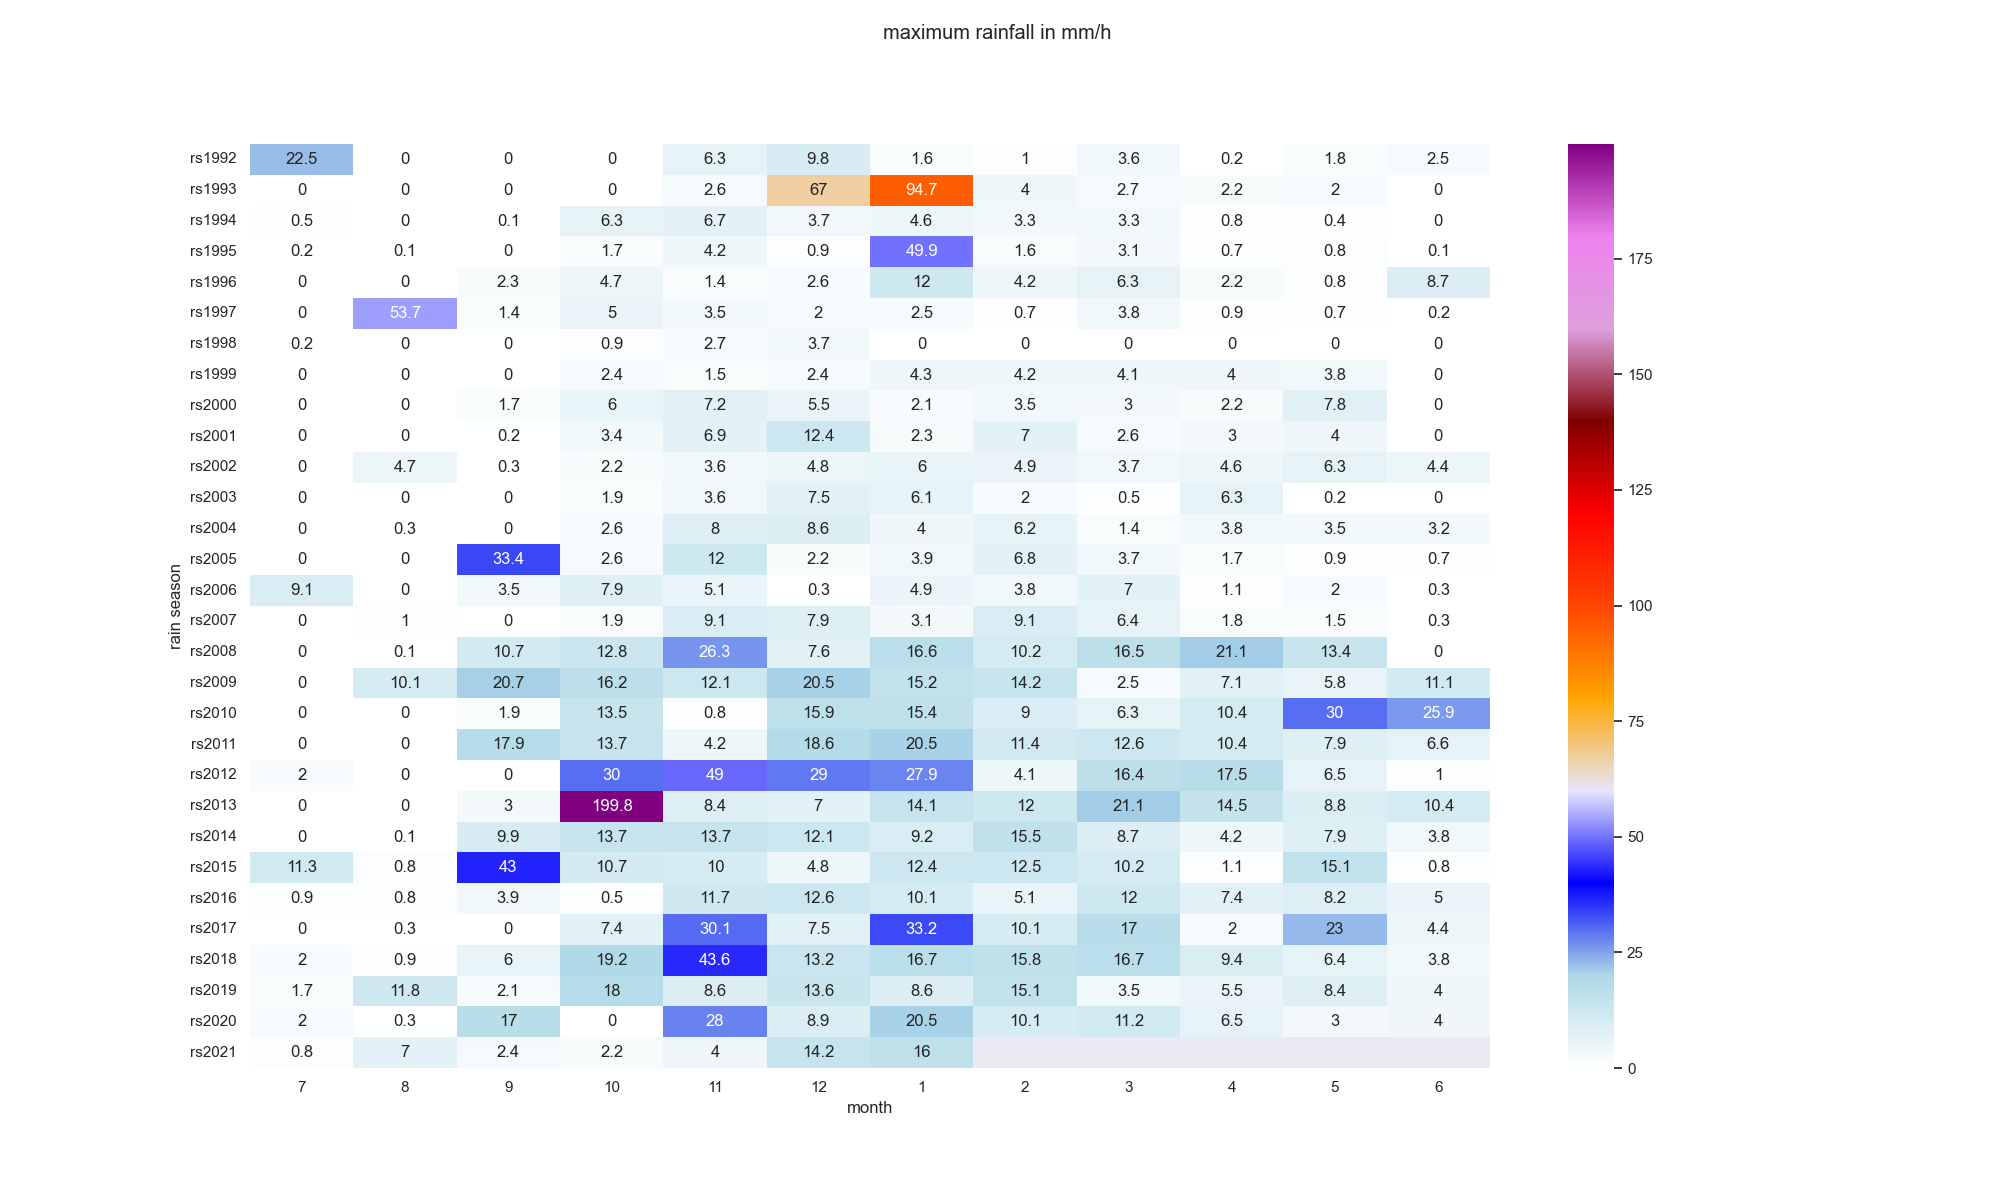 maximum rainfall in mm/h
rs1992 22.5 0 0 0 6.3 9.8 1.6 1 3.6 0.2 1.8 2.5
rs1993 0 0 0 0 2.6 67 94.7 4 2.7 2.2 2 0
rs1994 0.5 0 0.1 6.3 6.7 3.7 4.6 3.3 3.3 0.8 0.4 0
rs1995 0.2 0.1 0 1.7 4.2 0.9 49.9 1.6 3.1 0.7 0.8 0.1
rs1996 0 0 2.3 4.7 1.4 2.6 12 4.2 6.3 2.2 0.8 8.7
rs1997 0 53.7 1.4 5 3.5 2 2.5 0.7 3.8 0.9 0.7 0.2
rs1998 0.2 0 0 0.9 2.7 3.7 0 0 0 0 0 0
rs1999 0 0 0 2.4 1.5 2.4 4.3 4.2 4.1 4 3.8 0
rs2000 0 0 1.7 6 7.2 5.5 2.1 3.5 3 2.2 7.8 0
rs2001 0 0 0.2 3.4 6.9 12.4 2.3 7 2.6 3 4 0
rs2002 0 4.7 0.3 2.2 3.6 4.8 6 4.9 3.7 4.6 6.3 4.4
rs2003 0 0 0 1.9 3.6 7.5 6.1 2 0.5 6.3 0.2 0
rs2004 0 0.3 0 2.6 8 8.6 4 6.2 1.4 3.8 3.5 3.2
rs2005 0 0 33.4 2.6 12 2.2 3.9 6.8 3.7 1.7 0.9 0.7
rs2006 9.1 0 3.5 7.9 5.1 0.3 4.9 3.8 7 1.1 2 0.3
rs2007 0 1 0 1.9 9.1 7.9 3.1 9.1 6.4 1.8 1.5 0.3
rs2008 0 0.1 10.7 12.8 26.3 7.6 16.6 10.2 16.5 21.1 13.4 0
rs2009 0 10.1 20.7 16.2 12.1 20.5 15.2 14.2 2.5 7.1 5.8 11.1
rs2010 0 0 1.9 13.5 0.8 15.9 15.4 9 6.3 10.4 30 25.9
rs2011 0 0 17.9 13.7 4.2 18.6 20.5 11.4 12.6 10.4 7.9 6.6
rs2012 2 0 0 30 49 29 27.9 4.1 16.4 17.5 6.5 1
rs2013 0 0 3 199.8 8.4 7 14.1 12 21.1 14.5 8.8 10.4
rs2014 0 0.1 9.9 13.7 13.7 12.1 9.2 15.5 8.7 4.2 7.9 3.8
rs2015 11.3 0.8 43 10.7 10 4.8 12.4 12.5 10.2 1.1 15.1 0.8
rs2016 0.9 0.8 3.9 0.5 11.7 12.6 10.1 5.1 12 7.4 8.2 5
rs2017 0 0.3 0 7.4 30.1 7.5 33.2 10.1 17 2 23 4.4
rs2018 2 0.9 6 19.2 43.6 13.2 16.7 15.8 16.7 9.4 6.4 3.8
rs2019 1.7 11.8 2.1 18 8.6 13.6 8.6 15.1 3.5 5.5 8.4 4
rs2020 2 0.3 17 0 28 8.9 20.5 10.1 11.2 6.5 3 4
rs2021 0.8 7 2.4 2.2 4 14.2 16
7 8 9 10 11 12 1 2 3 4 5 6
month
rain season
175
150
125
100
75
50
25
0